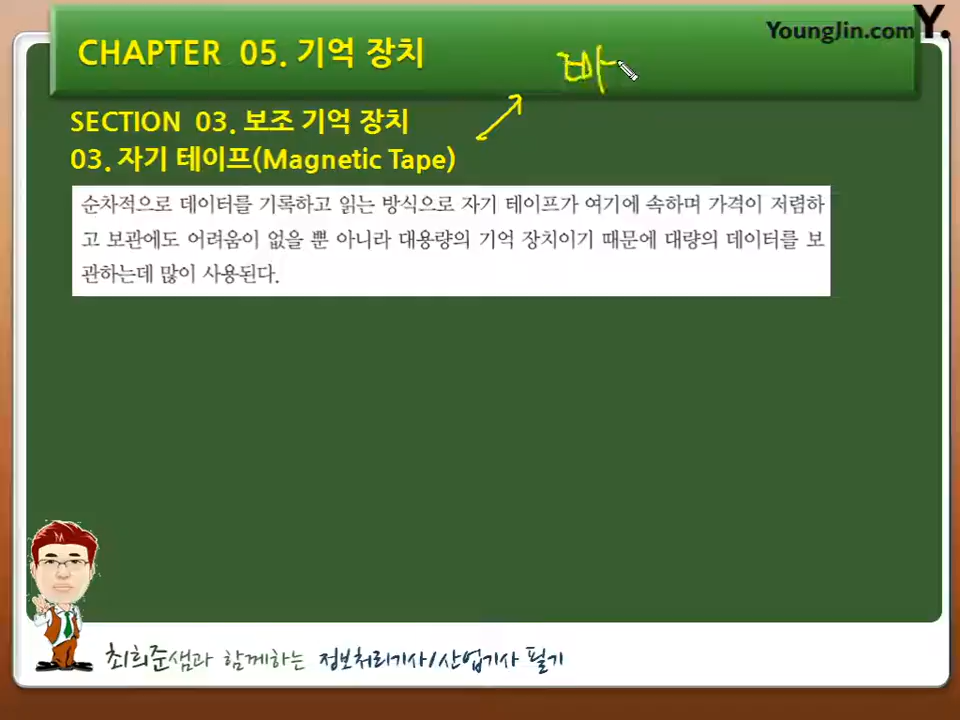 YoungJin.com Y.
CHAPTER 05. 기억 장치
바
SECTION 03. 보조 기억 장치
03. 자기 테이프(Magnetic Tape)
순차적으로 데이터를 기록하고 읽는 방식으로 자기 테이프가 여기에 속하며 가격이 저렴하
고 보관에도 어려움이 없을 뿐 아니라 대용량의 기억 장치이기 때문에 대량의 데이터를 보
관하는데 많이 사용된다.
최희준샘과 함께하는 정보처리기사/산업기사 필기